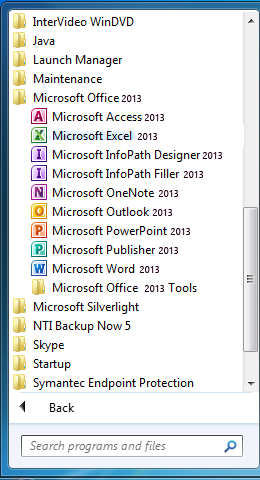 InterVideo WinDVD
Java
Launch Manager
Maintenance
Microsoft Office 2013
Microsoft Access 2013
Microsoft Excel 2013
Microsoft InfoPath Designer 2013
Microsoft InfoPath Filler 2013
Microsoft OneNote 2013
Microsoft Outlook 2013
Microsoft PowerPoint 2013
Microsoft Publisher 2013
Microsoft Word 2013
Microsoft Office 2013 Tools
Microsoft Silverlight
NTI Backup Now 5
Skype
Startup
Symantec Endpoint Protection
Back
Search programs and files